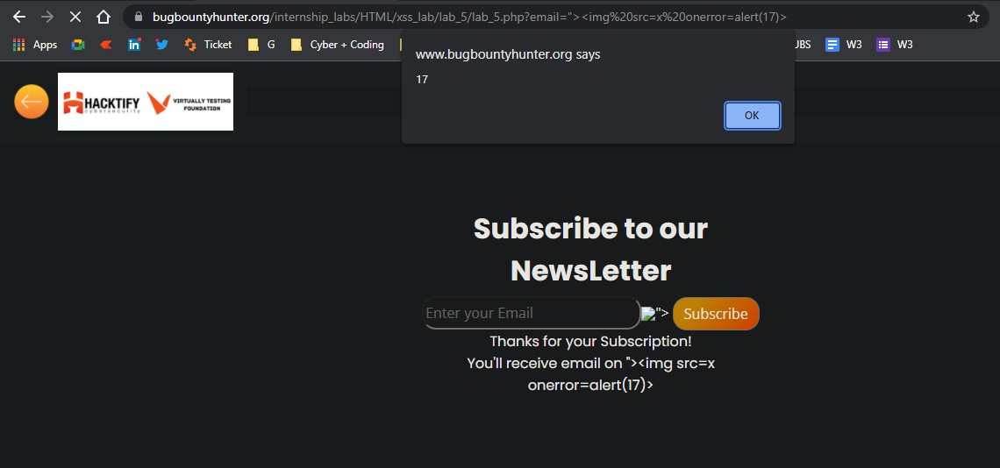 bugbountyhunter.org/internship_labs/HTML/xss_lab/lab_5/lab_5.php?email="><img%20src=x%20onerror=alert(17)>
Apps Ticket G Cyber + Coding JBS W3 W3
www.bugbountyhunter.org says
17
OK
HACKTIFY
cybersecurity
VIRTUALLY TESTING
FOUNDATION
Subscribe to our
NewsLetter
Enter your Email "> Subscribe
Thanks for your Subscription!
You'll receive email on "><img src=x
onerror=alert(17)>